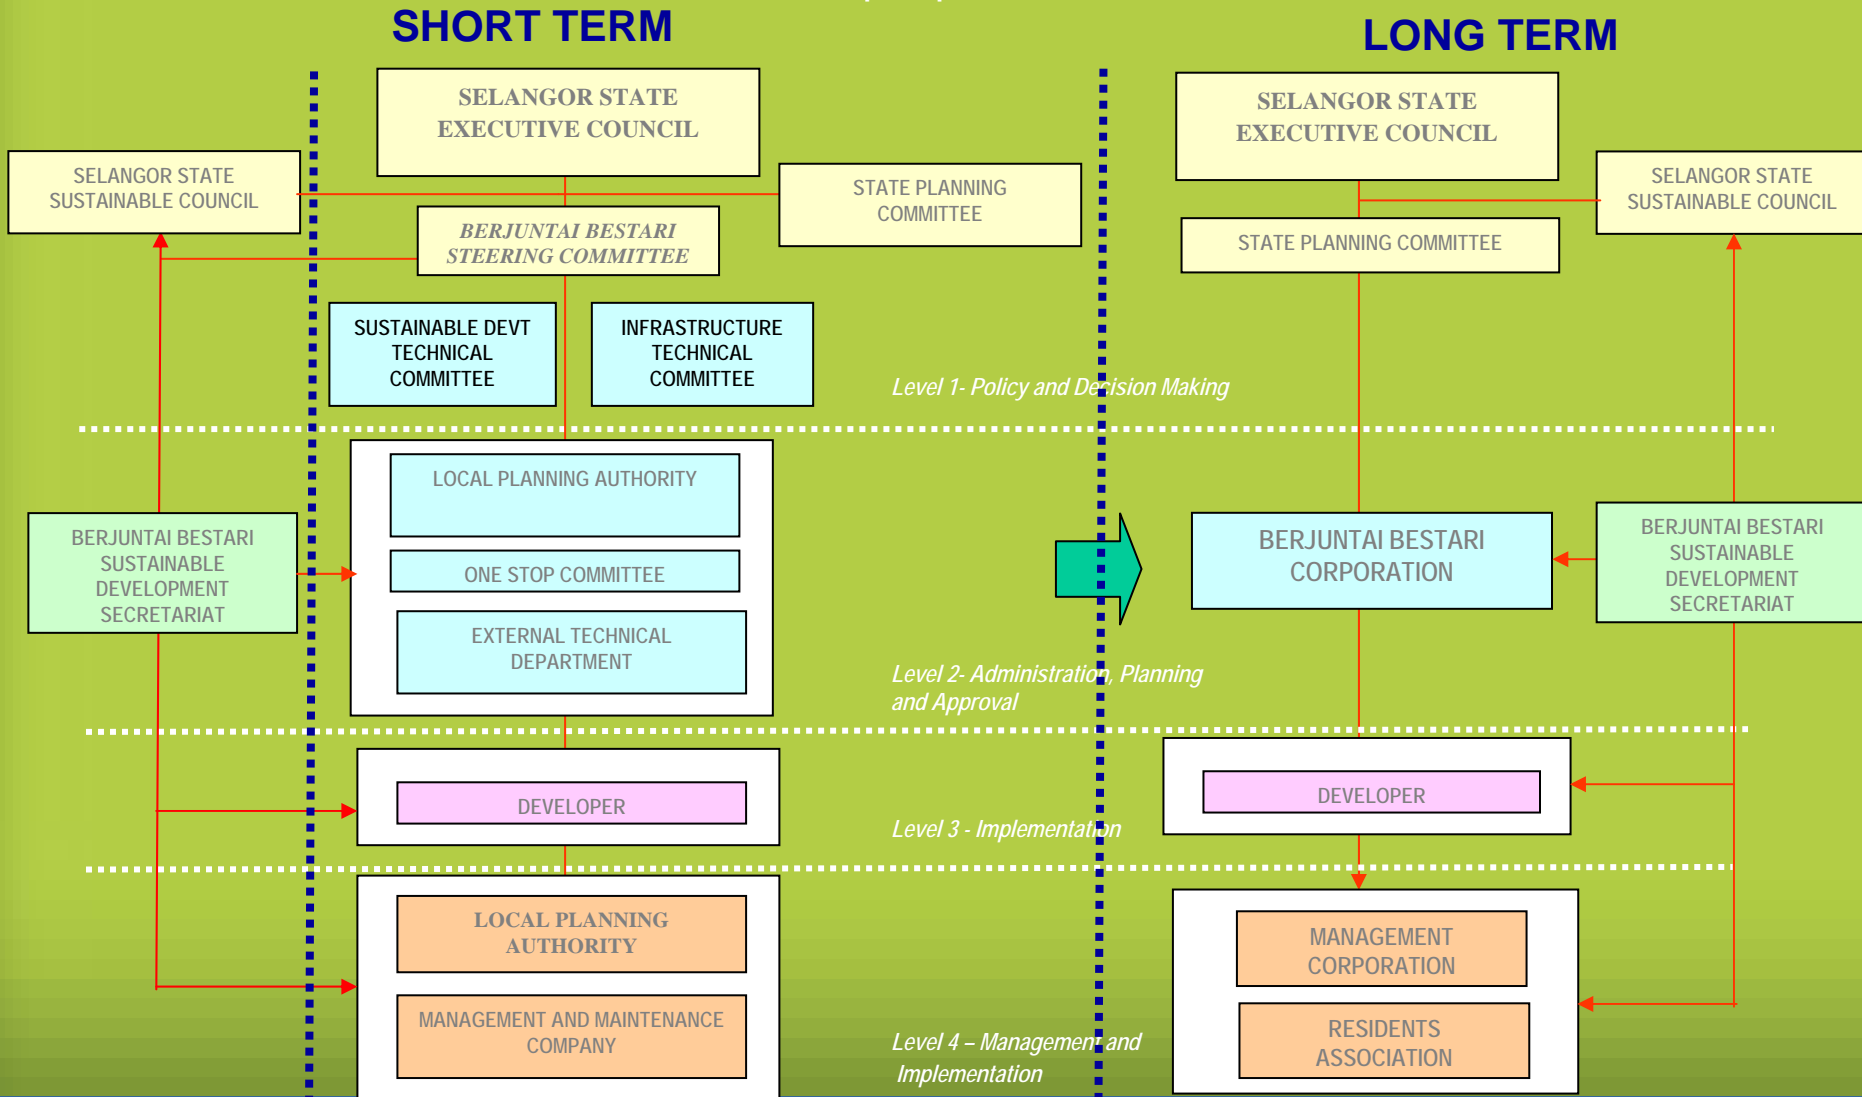 SHORT TERM
LONG TERM
SELANGOR STATE
EXECUTIVE COUNCIL
SELANGOR STATE
SUSTAINABLE COUNCIL
STATE PLANNING
COMMITTEE
BERJUNTAI BESTARI
STEERING COMMITTEE
SUSTAINABLE DEVT
TECHNICAL
COMMITTEE
INFRASTRUCTURE
TECHNICAL
COMMITTEE
SELANGOR STATE
EXECUTIVE COUNCIL
SELANGOR STATE
SUSTAINABLE COUNCIL
STATE PLANNING COMMITTEE
Level 1- Policy and Decision Making
BERJUNTAI BESTARI
SUSTAINABLE
DEVELOPMENT
SECRETARIAT
LOCAL PLANNING AUTHORITY
ONE STOP COMMITTEE
EXTERNAL TECHNICAL
DEPARTMENT
BERJUNTAI BESTARI
CORPORATION
BERJUNTAI BESTARI
SUSTAINABLE
DEVELOPMENT
SECRETARIAT
Level 2- Administration, Planning
and Approval
DEVELOPER
DEVELOPER
Level 3 - Implementation
LOCAL PLANNING
AUTHORITY
MANAGEMENT AND MAINTENANCE
COMPANY
MANAGEMENT
CORPORATION
RESIDENTS
ASSOCIATION
Level 4 – Management and
Implementation